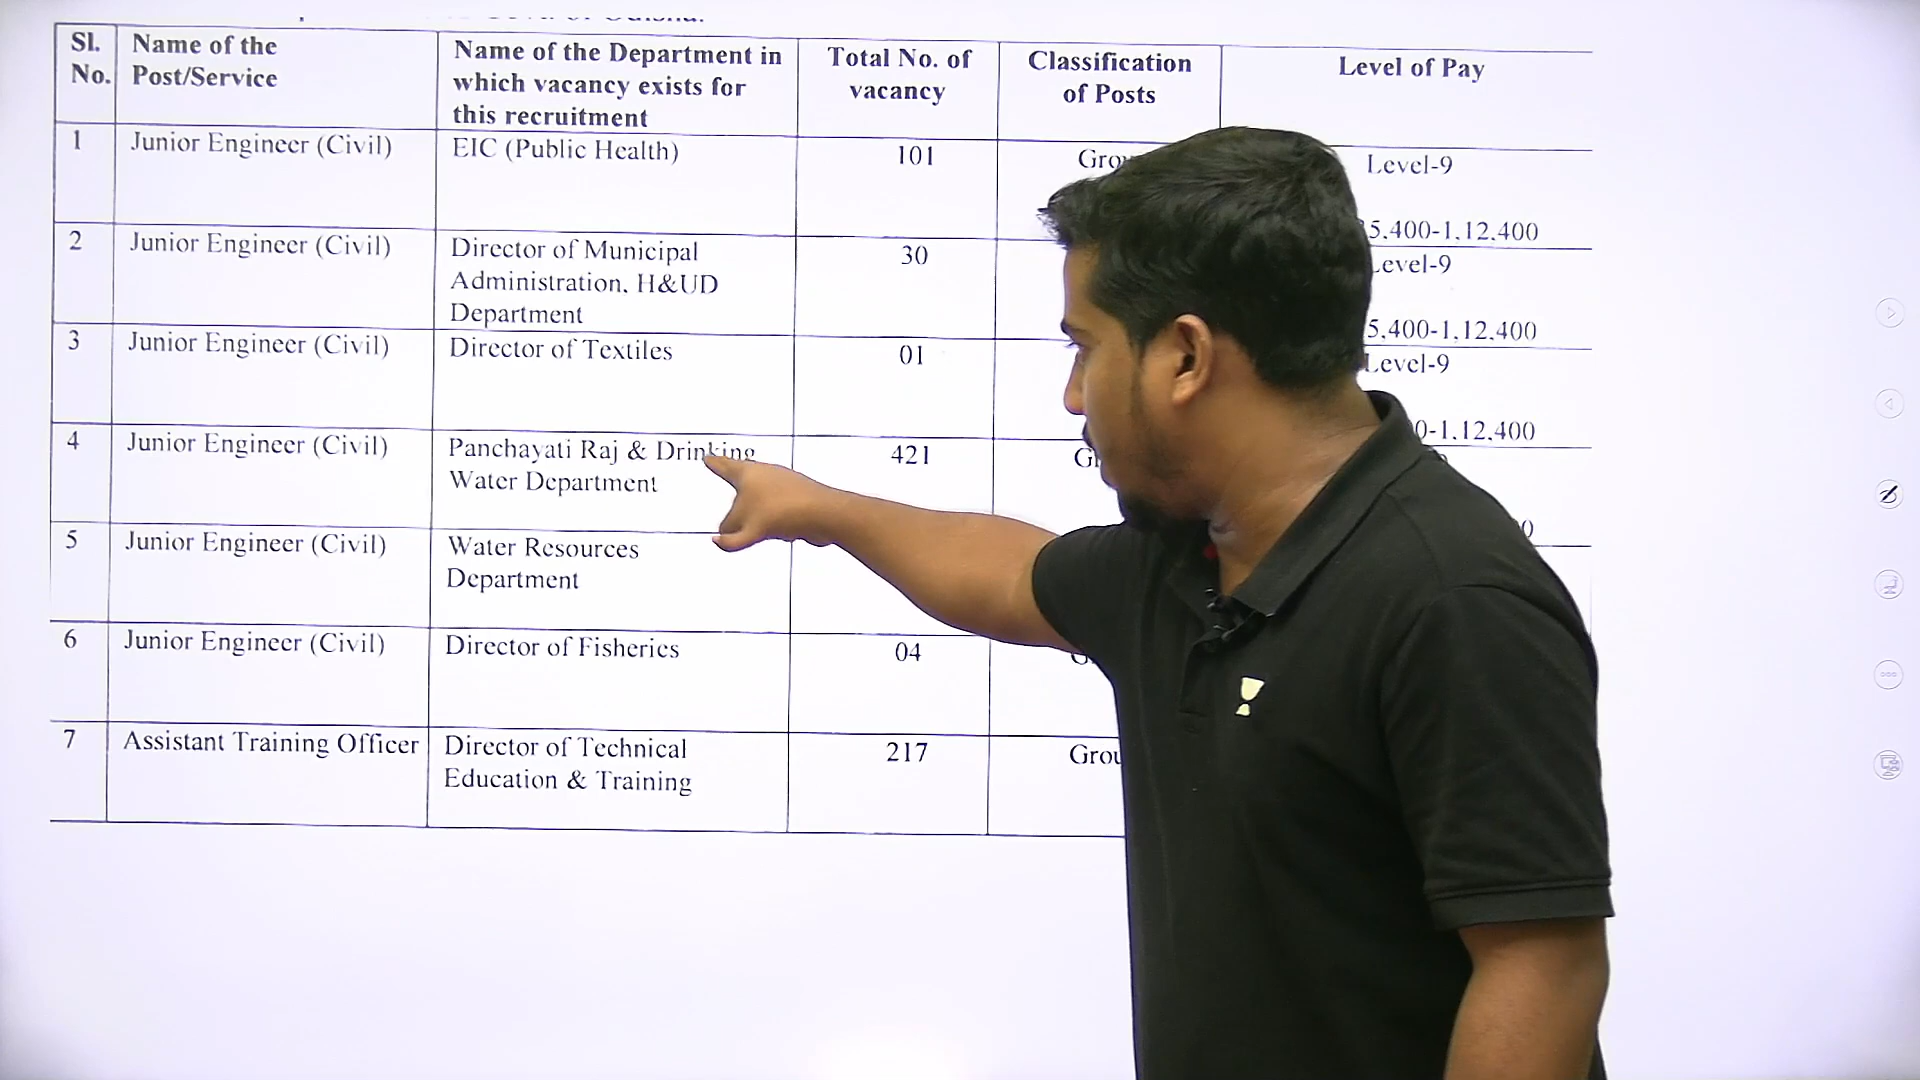 Sl. No.
Name of the Post/Service
Name of the Department in which vacancy exists for this recruitment
Total No. of vacancy
Classification of Posts
Level of Pay
1
Junior Engineer (Civil)
EIC (Public Health)
101
Level-9
5,400-1,12,400
2
Junior Engineer (Civil)
Director of Municipal Administration, H&UD Department
30
Level-9
5,400-1,12,400
3
Junior Engineer (Civil)
Director of Textiles
01
Level-9
0-1,12,400
4
Junior Engineer (Civil)
Panchayati Raj & Drinking Water Department
421
5
Junior Engineer (Civil)
Water Resources Department
6
Junior Engineer (Civil)
Director of Fisheries
04
7
Assistant Training Officer
Director of Technical Education & Training
217